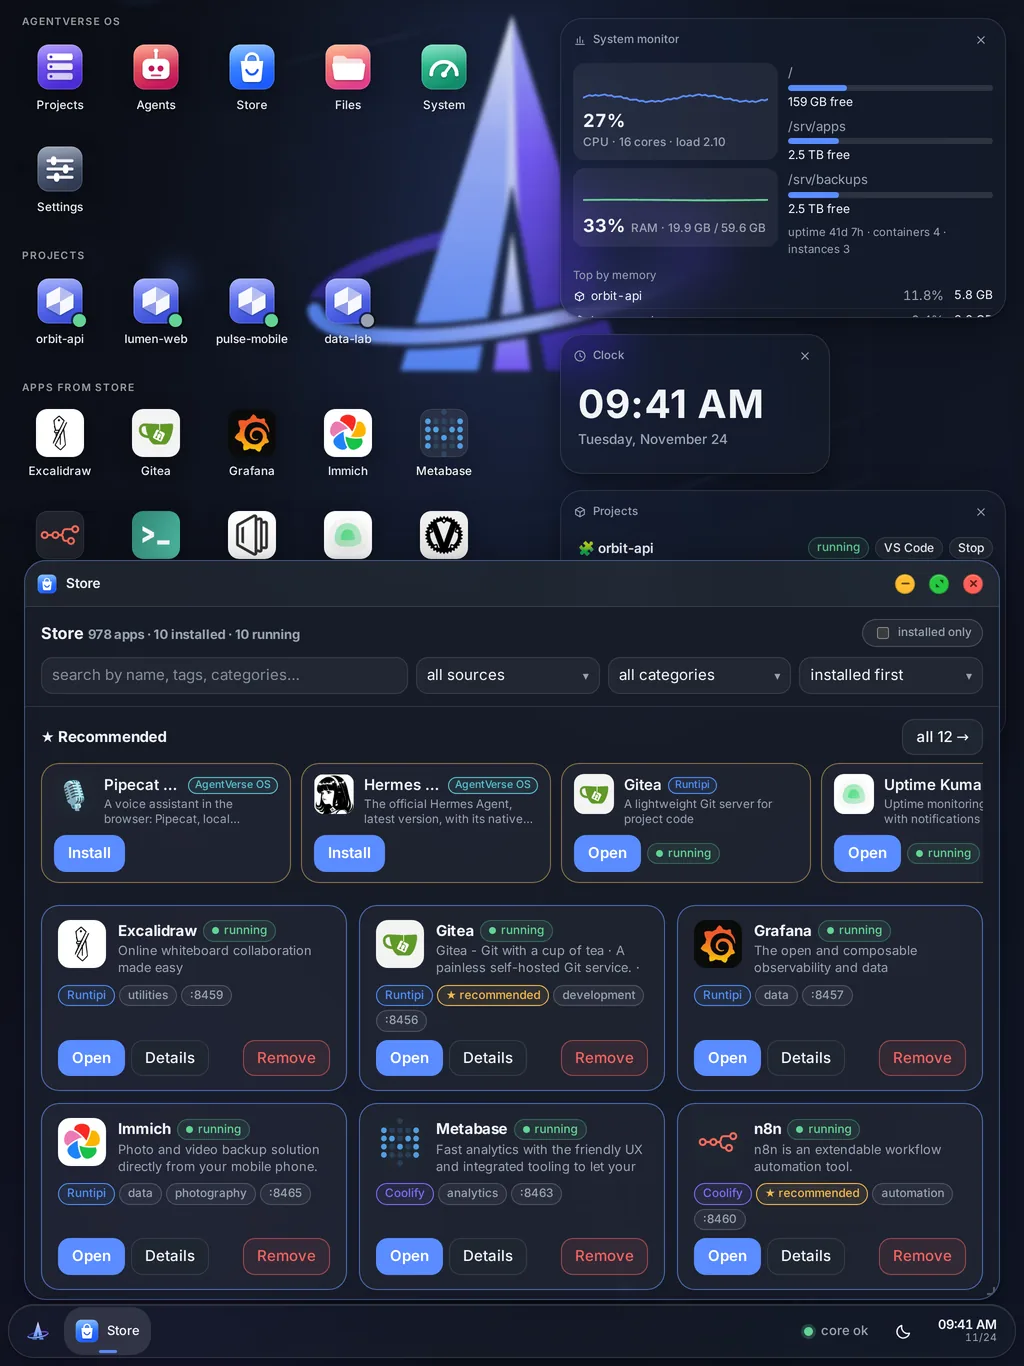 AGENTVERSE OS
Projects
Agents
Store
Files
System
Settings
PROJECTS
orbit-api
lumen-web
pulse-mobile
data-lab
APPS FROM STORE
Excalidraw
Gitea
Grafana
Immich
Metabase
System monitor
27%
CPU · 16 cores · load 2.10
33% RAM · 19.9 GB / 59.6 GB
/
159 GB free
/srv/apps
2.5 TB free
/srv/backups
2.5 TB free
uptime 41d 7h · containers 4 ·
instances 3
Top by memory
orbit-api 11.8% 5.8 GB
Clock
09:41 AM
Tuesday, November 24
Projects
orbit-api running VS Code Stop
Store
Store 978 apps · 10 installed · 10 running
installed only
search by name, tags, categories...
all sources
all categories
installed first
★ Recommended
all 12 →
Pipecat ... AgentVerse OS
A voice assistant in the
browser: Pipecat, local...
Install
Hermes ... AgentVerse OS
The official Hermes Agent,
latest version, with its native...
Install
Gitea Runtipi
A lightweight Git server for
project code
Open running
Uptime Kuma
Uptime monitoring
with notifications
Open running
Excalidraw running
Online whiteboard collaboration
made easy
Runtipi utilities :8459
Open Details Remove
Gitea running
Gitea - Git with a cup of tea · A
painless self-hosted Git service. ·
Runtipi ★ recommended development
:8456
Open Details Remove
Grafana running
The open and composable
observability and data
Runtipi data :8457
Open Details Remove
Immich running
Photo and video backup solution
directly from your mobile phone.
Runtipi data photography :8465
Open Details Remove
Metabase running
Fast analytics with the friendly UX
and integrated tooling to let your
Coolify analytics :8463
Open Details Remove
n8n running
n8n is an extendable workflow
automation tool.
Coolify ★ recommended automation
:8460
Open Details Remove
Store
core ok
09:41 AM
11/24